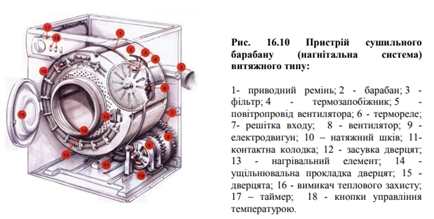 Рис. 16.10 Пристрій сушильного
барабану (нагнітальна система)
витяжного типу:
1- приводний ремінь; 2 - барабан; 3 -
фільтр; 4 - термозапобіжник; 5 -
повітропровід вентилятора; 6 - термореле;
7- решітка входу; 8 - вентилятор; 9 -
електродвигун; 10 – натяжний шків; 11-
контактна колодка; 12 - засувка дверцят;
13 - нагрівальний елемент; 14 -
ущільнювальна прокладка дверцят; 15 -
дверцята; 16 - вимикач теплового захисту;
17 – таймер; 18 - кнопки управління
температурою.